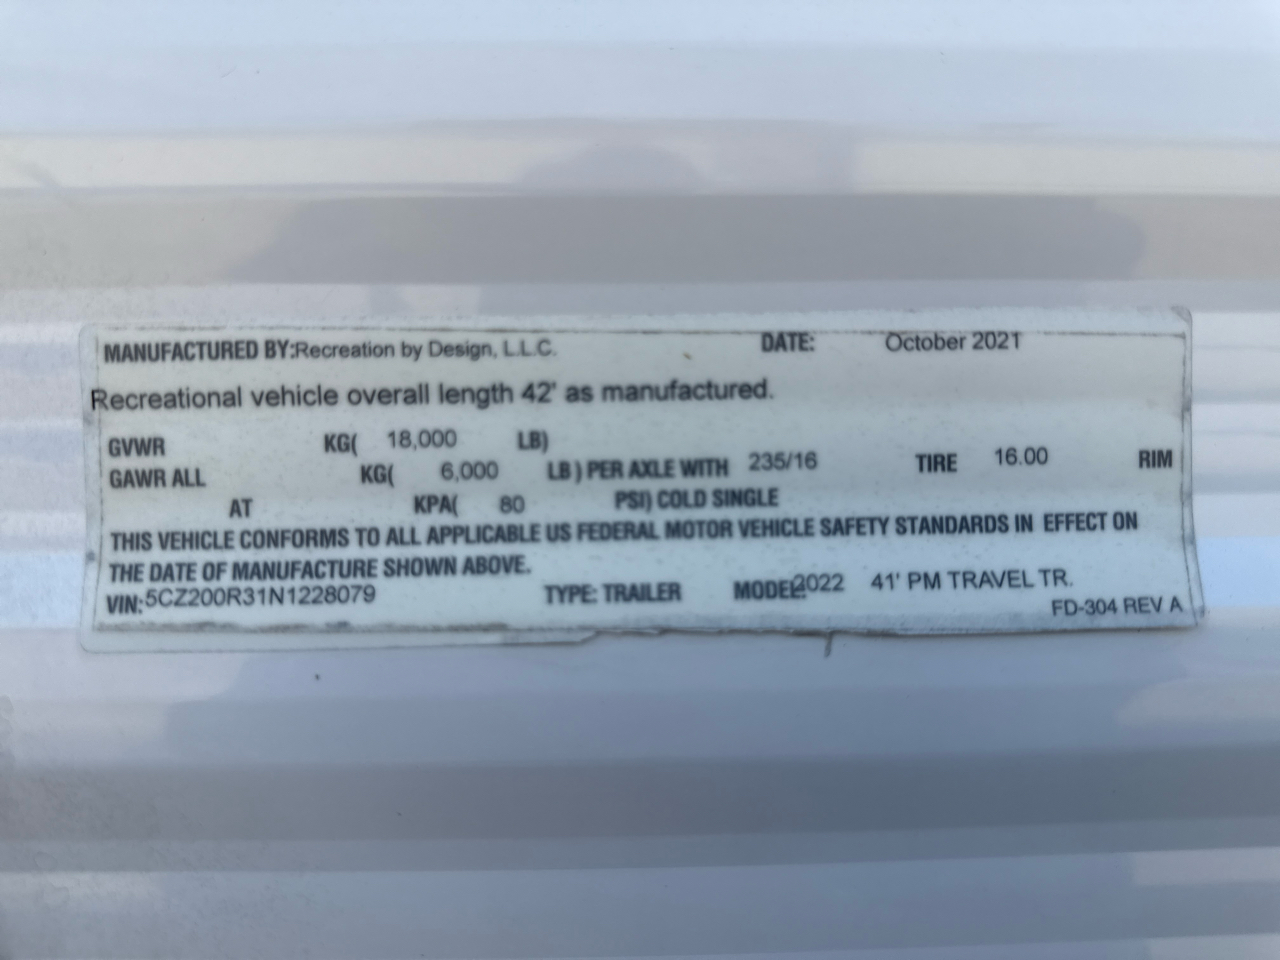 MANUFACTURED BY:Recreation by Design, L.L.C. DATE: October 2021
Recreational vehicle overall length 42' as manufactured.
GVWR KG( 18,000 LB)
GAWR ALL KG( 6,000 LB ) PER AXLE WITH 235/16 TIRE 16.00 RIM
AT KPA( 80 PSI) COLD SINGLE
THIS VEHICLE CONFORMS TO ALL APPLICABLE US FEDERAL MOTOR VEHICLE SAFETY STANDARDS IN EFFECT ON
THE DATE OF MANUFACTURE SHOWN ABOVE.
VIN:5CZ200R31N1228079 TYPE: TRAILER MODEL:2022 41' PM TRAVEL TR.
FD-304 REV A